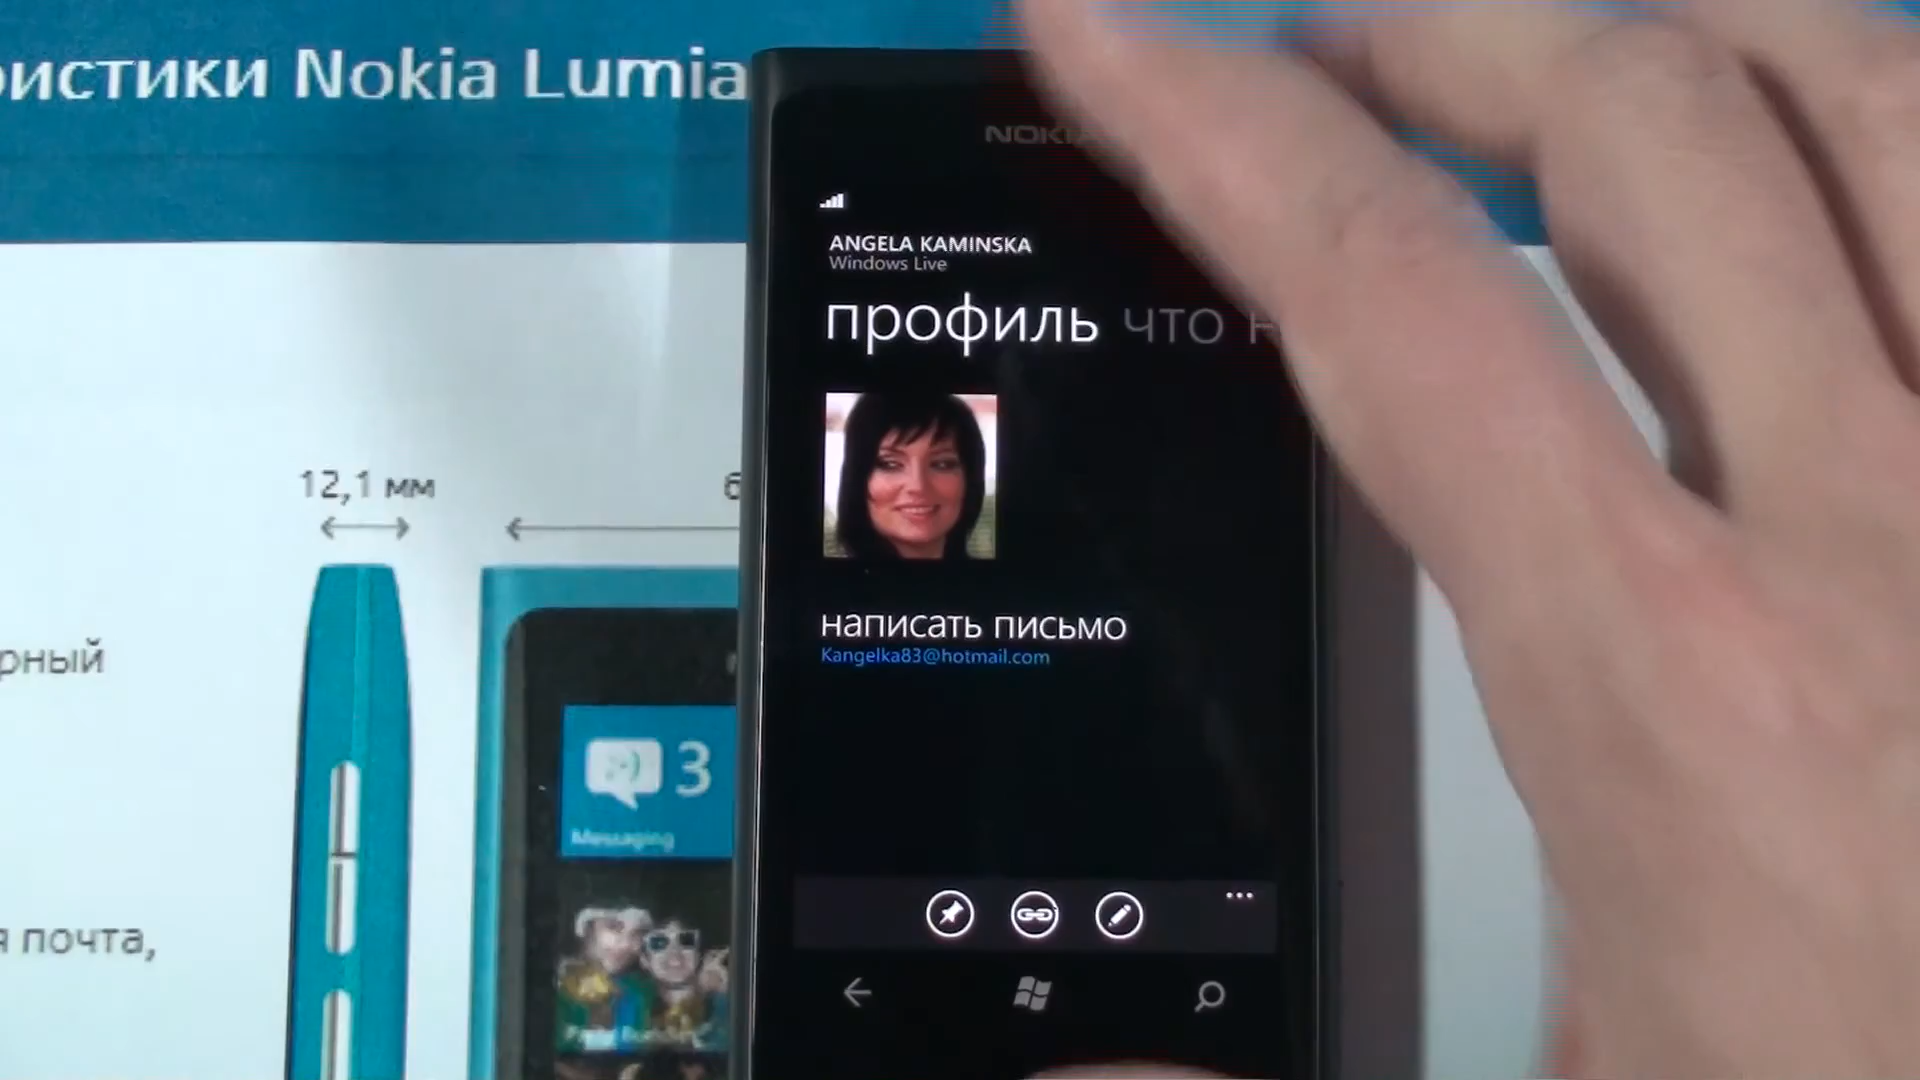 ристики Nokia Lumia
NOKIA
ANGELA KAMINSKA
Windows Live
профиль что н
12,1 мм
6
написать письмо
Kangelka83@hotmail.com
рный
3
Messaging
я почта,